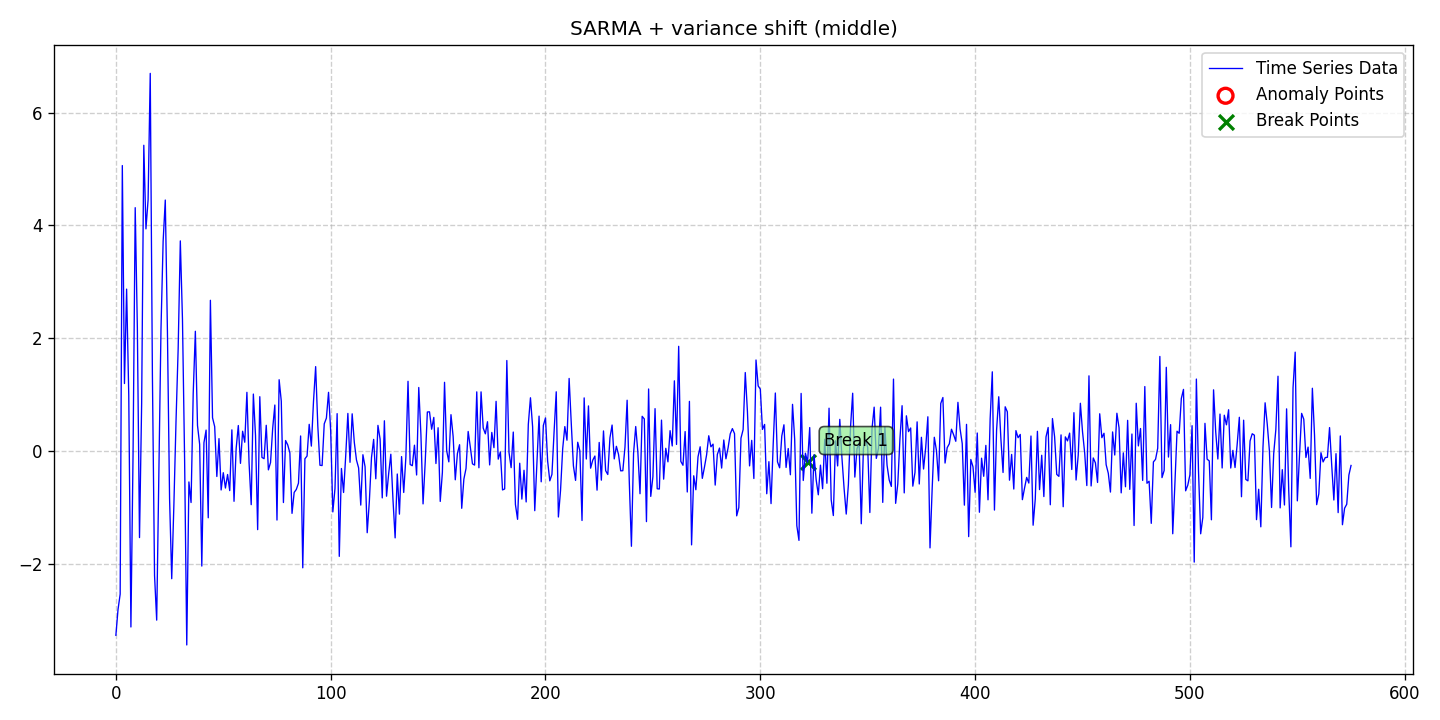 SARMA + variance shift (middle)
Time Series Data
Anomaly Points
Break Points
Break 1
6
4
2
0
−2
0 100 200 300 400 500 600